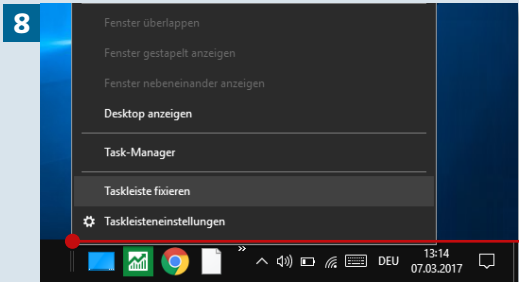 8
Fenster überlappen
Fenster gestapelt anzeigen
Fenster nebeneinander anzeigen
Desktop anzeigen
Task-Manager
Taskleiste fixieren
Taskleisteneinstellungen
DEU
13:14
07.03.2017